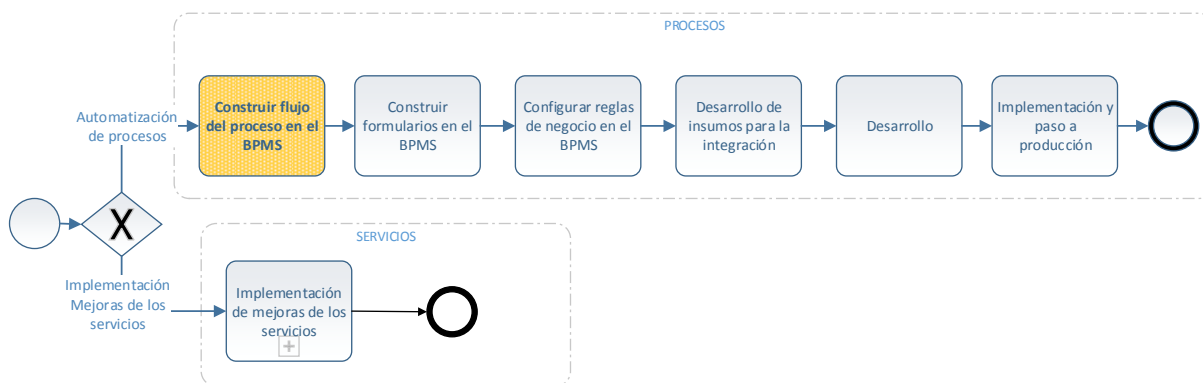 PROCESOS
Automatización
de procesos
Construir flujo
del proceso en el
BPMS
Construir
formularios en el
BPMS
Configurar reglas
de negocio en el
BPMS
Desarrollo de
insumos para la
integración
Desarrollo
Implementación y
paso a
producción
X
SERVICIOS
Implementación
Mejoras de los
servicios
Implementación
de mejoras de los
servicios